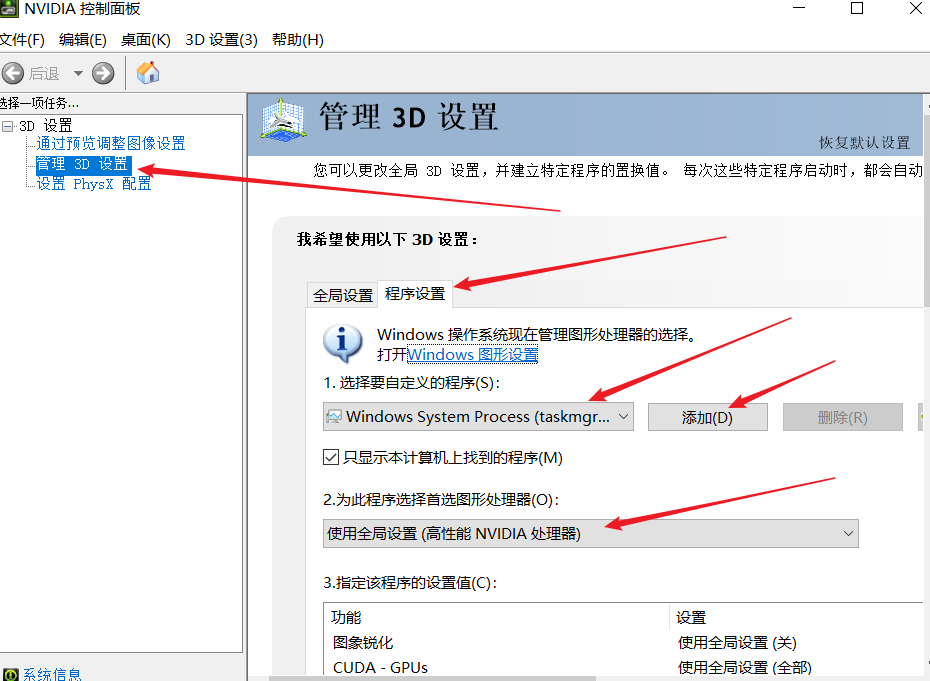 NVIDIA 控制面板
文件(F) 编辑(E) 桌面(K) 3D 设置(3) 帮助(H)
后退
选择一项任务...
3D 设置
通过预览调整图像设置
管理 3D 设置
设置 PhysX 配置
系统信息
管理 3D 设置
恢复默认设置
您可以更改全局 3D 设置，并建立特定程序的置换值。 每次这些特定程序启动时，都会自动
我希望使用以下 3D 设置：
全局设置 程序设置
Windows 操作系统现在管理图形处理器的选择。
打开Windows 图形设置
1. 选择要自定义的程序(S)：
Windows System Process (taskmgr... 添加(D) 删除(R)
只显示本计算机上找到的程序(M)
2.为此程序选择首选图形处理器(O)：
使用全局设置 (高性能 NVIDIA 处理器)
3.指定该程序的设置值(C)：
功能 设置
图象锐化 使用全局设置 (关)
CUDA - GPUs 使用全局设置 (全部)